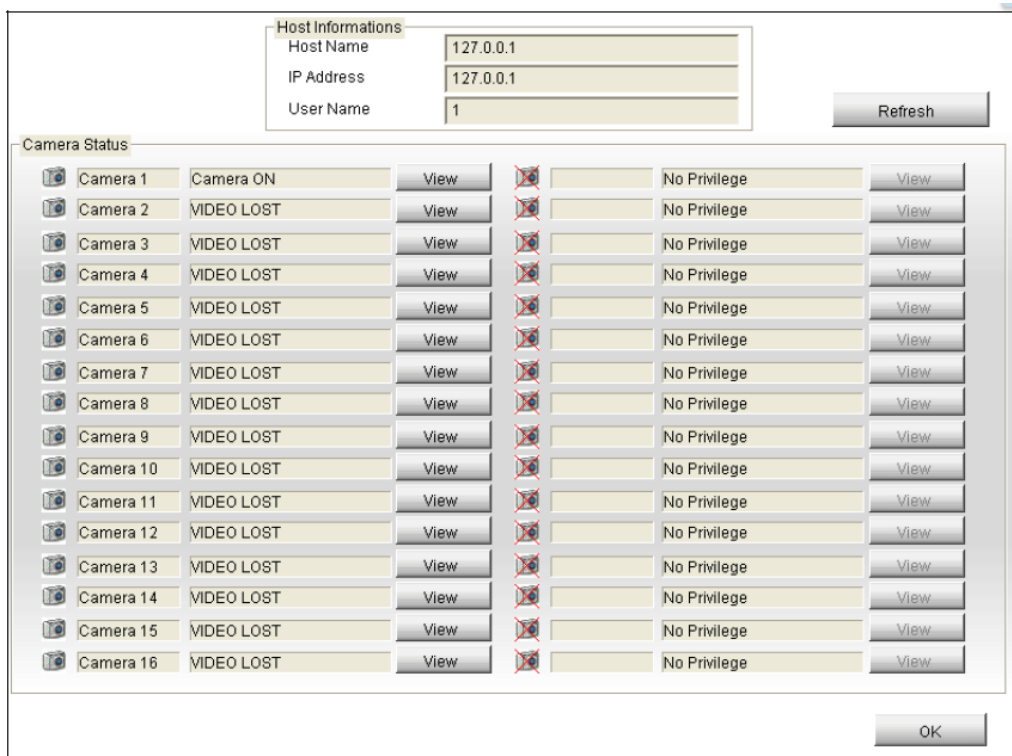 Host Informations
Host Name 127.0.0.1
IP Address 127.0.0.1
User Name 1
Refresh
Camera Status
Camera 1 Camera ON View No Privilege View
Camera 2 VIDEO LOST View No Privilege View
Camera 3 VIDEO LOST View No Privilege View
Camera 4 VIDEO LOST View No Privilege View
Camera 5 VIDEO LOST View No Privilege View
Camera 6 VIDEO LOST View No Privilege View
Camera 7 VIDEO LOST View No Privilege View
Camera 8 VIDEO LOST View No Privilege View
Camera 9 VIDEO LOST View No Privilege View
Camera 10 VIDEO LOST View No Privilege View
Camera 11 VIDEO LOST View No Privilege View
Camera 12 VIDEO LOST View No Privilege View
Camera 13 VIDEO LOST View No Privilege View
Camera 14 VIDEO LOST View No Privilege View
Camera 15 VIDEO LOST View No Privilege View
Camera 16 VIDEO LOST View No Privilege View
OK